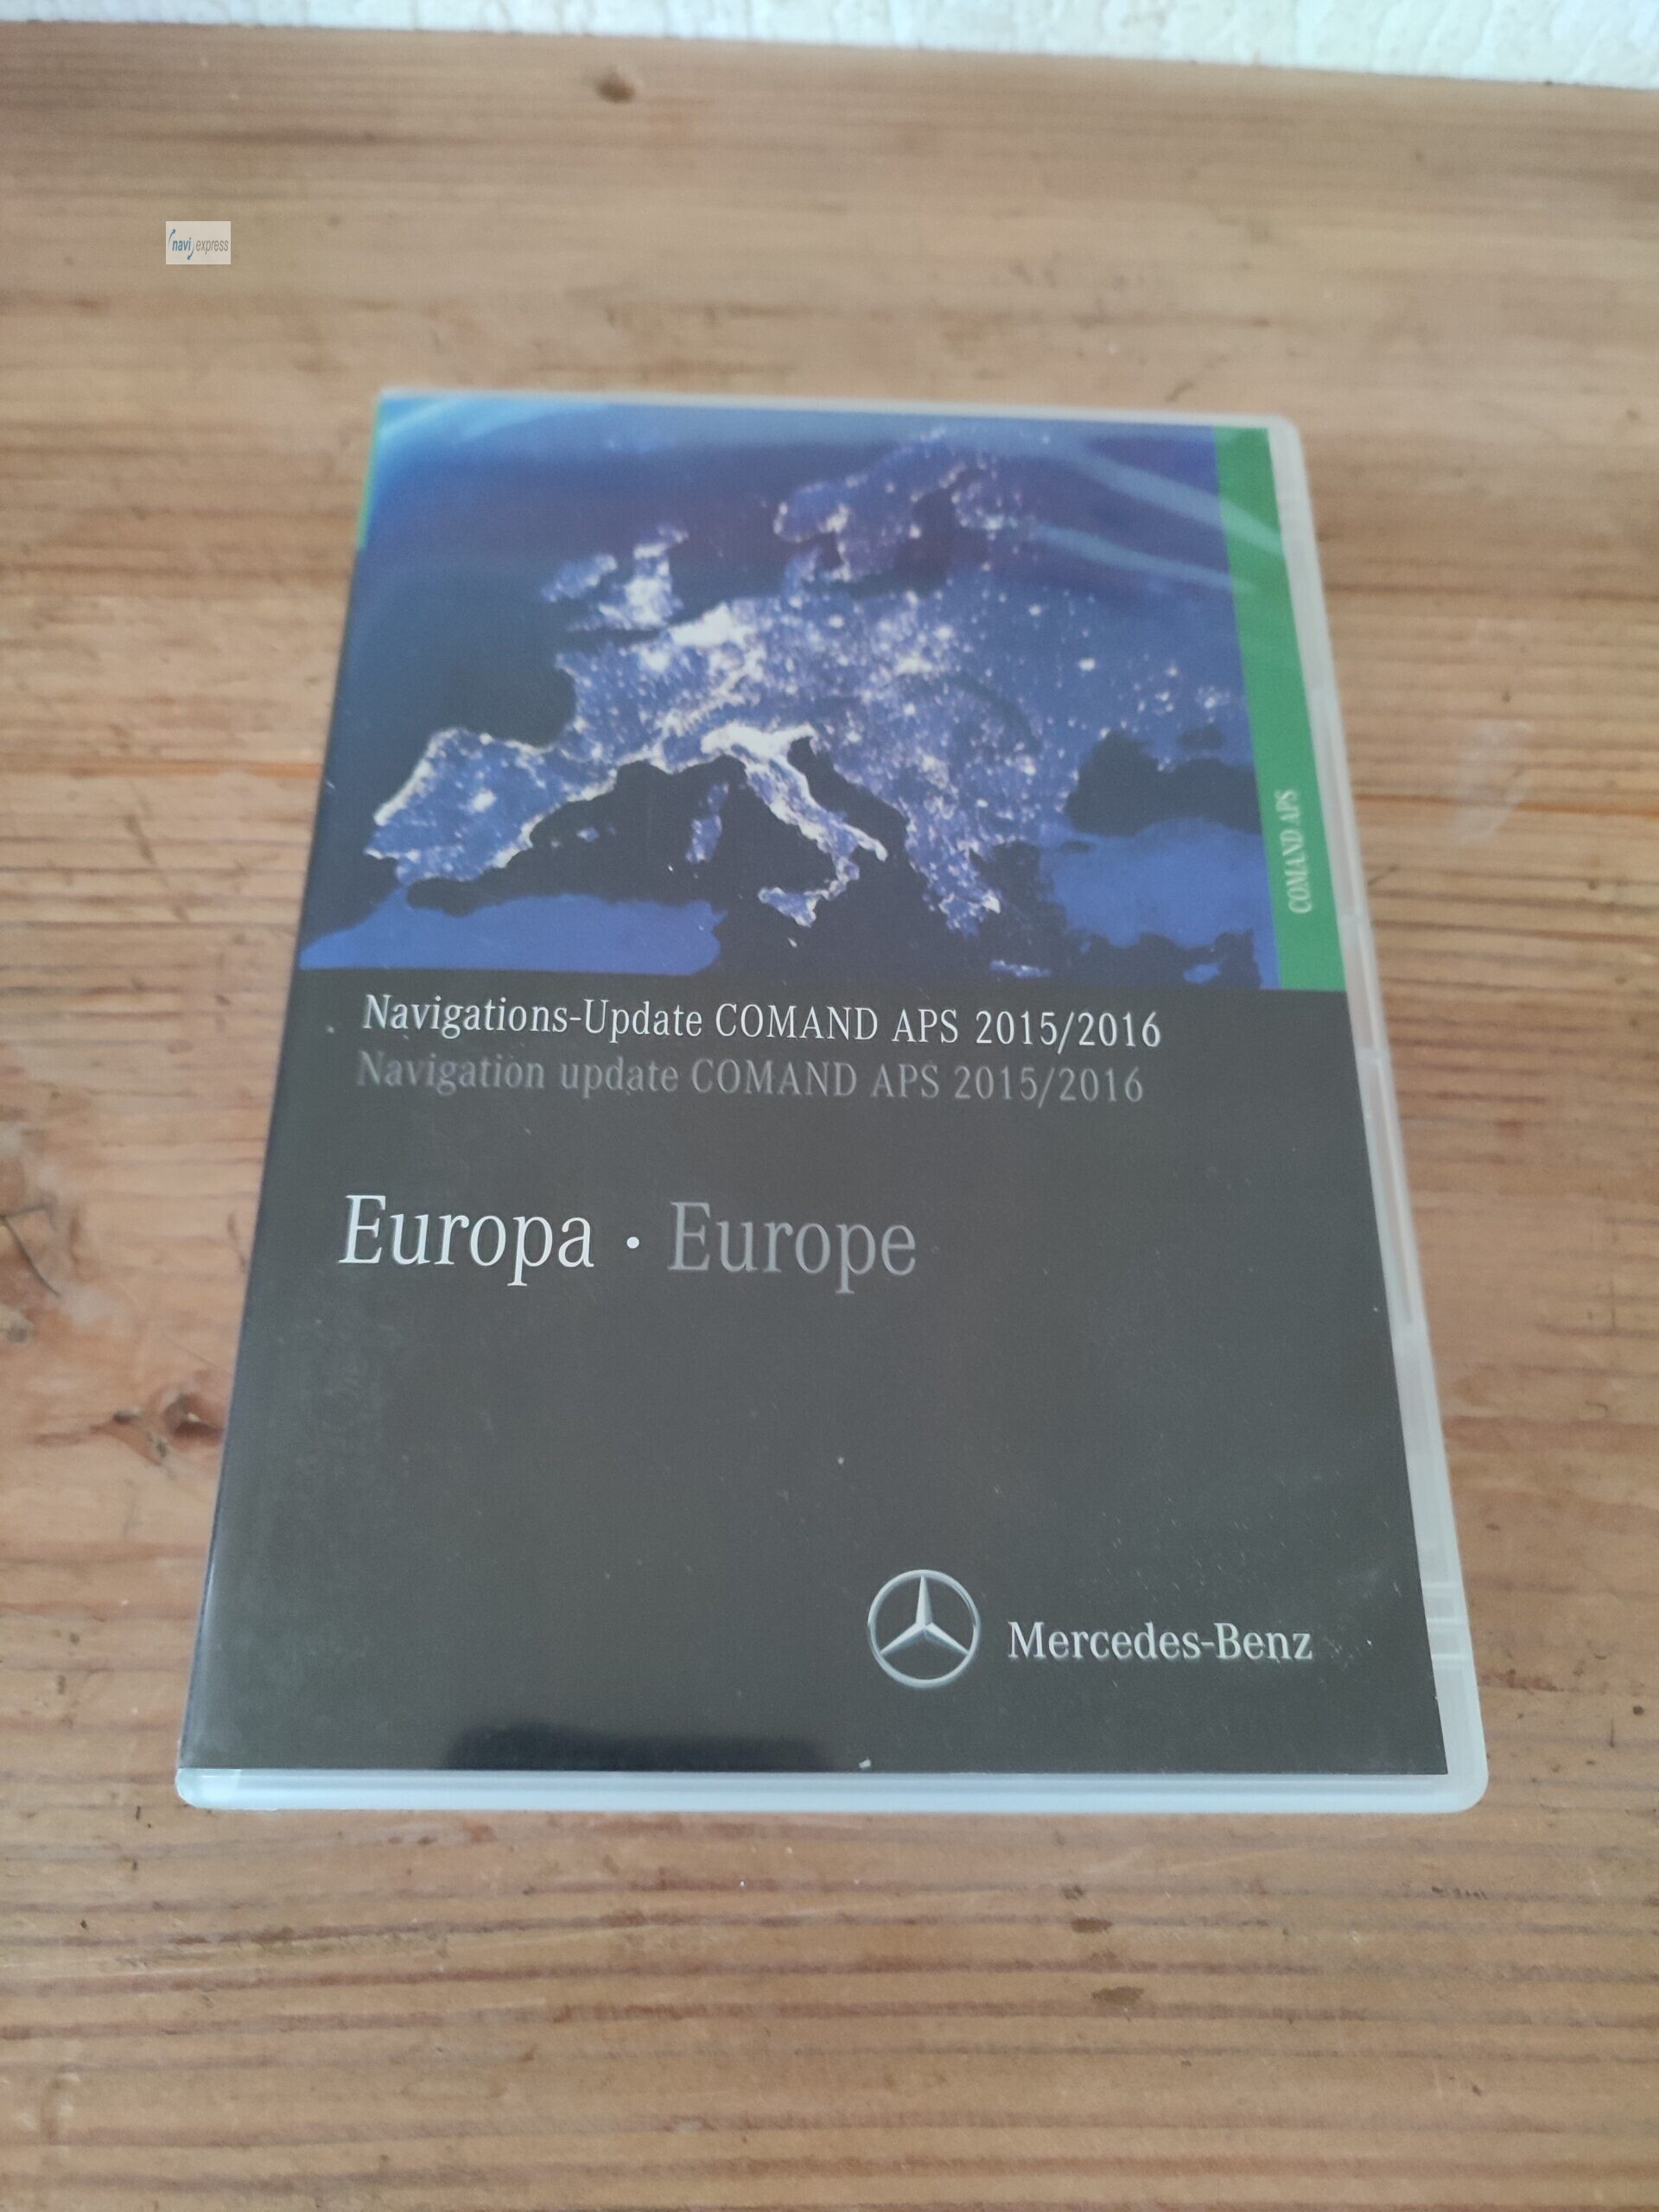 navi express
COMAND APS
Navigations-Update COMAND APS 2015/2016
Navigation update COMAND APS 2015/2016
Europa · Europe
Mercedes-Benz